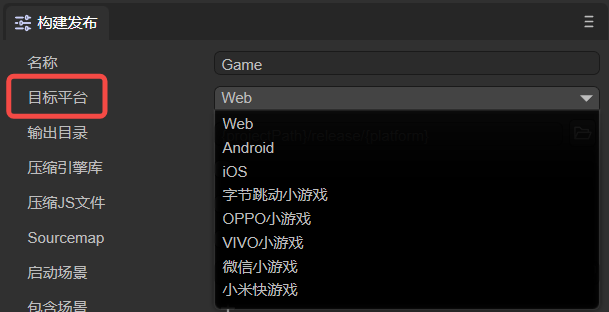 构建发布
名称
Game
目标平台
Web
Web
输出目录
Android
压缩引擎库
iOS
字节跳动小游戏
压缩JS文件
OPPO小游戏
Sourcemap
VIVO小游戏
启动场景
微信小游戏
小米快游戏
包含场景